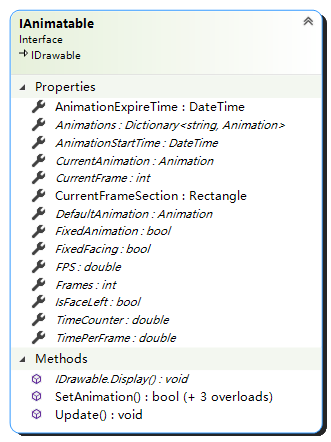 IAnimatable
Interface
IDrawable
Properties
AnimationExpireTime : DateTime
Animations : Dictionary<string, Animation>
AnimationStartTime : DateTime
CurrentAnimation : Animation
CurrentFrame : int
CurrentFrameSection : Rectangle
DefaultAnimation : Animation
FixedAnimation : bool
FixedFacing : bool
FPS : double
Frames : int
IsFaceLeft : bool
TimeCounter : double
TimePerFrame : double
Methods
IDrawable.Display() : void
SetAnimation() : bool (+ 3 overloads)
Update() : void